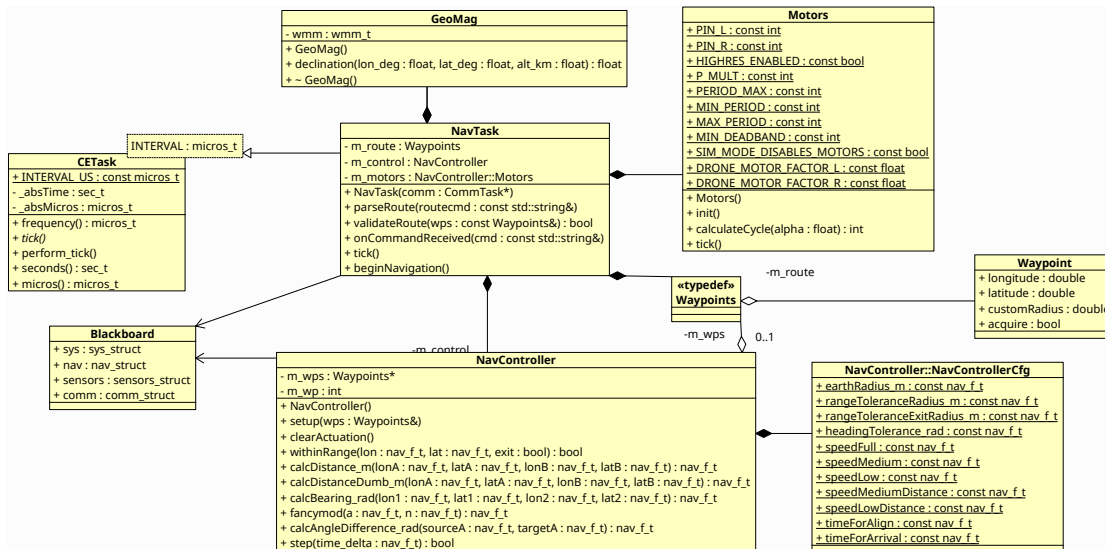 GeoMag
- wmm : wmm_t
+ GeoMag()
+ declination(lon_deg : float, lat_deg : float, alt_km : float) : float
+ ~ GeoMag()
Motors
+ PIN_L : const int
+ PIN_R : const int
+ HIGHRES_ENABLED : const bool
+ P_MULT : const int
+ PERIOD_MAX : const int
+ MIN_PERIOD : const int
+ MAX_PERIOD : const int
+ MIN_DEADBAND : const int
+ SIM_MODE_DISABLES_MOTORS : const bool
+ DRONE_MOTOR_FACTOR_L : const float
+ DRONE_MOTOR_FACTOR_R : const float
+ Motors()
+ init()
+ calculateCycle(alpha : float) : int
+ tick()
NavTask
- m_route : Waypoints
- m_control : NavController
- m_motors : NavController::Motors
+ NavTask(comm : CommTask*)
+ parseRoute(routecmd : const std::string&)
+ validateRoute(wps : const Waypoints&) : bool
+ onCommandReceived(cmd : const std::string&)
+ tick()
+ beginNavigation()
INTERVAL : micros_t
CETask
+ INTERVAL_US : const micros_t
- _absTime : sec_t
- _absMicros : micros_t
+ frequency() : micros_t
+ tick()
+ perform_tick()
+ seconds() : sec_t
+ micros() : micros_t
-m_route
«typedef»
Waypoints
-m_wps
0..1
Waypoint
+ longitude : double
+ latitude : double
+ customRadius : double
+ acquire : bool
Blackboard
+ sys : sys_struct
+ nav : nav_struct
+ sensors : sensors_struct
+ comm : comm_struct
-m_control
NavController
- m_wps : Waypoints*
- m_wp : int
+ NavController()
+ setup(wps : Waypoints&)
+ clearActuation()
+ withinRange(lon : nav_f_t, lat : nav_f_t, exit : bool) : bool
+ calcDistance_m(lonA : nav_f_t, latA : nav_f_t, lonB : nav_f_t, latB : nav_f_t) : nav_f_t
+ calcDistanceDumb_m(lonA : nav_f_t, latA : nav_f_t, lonB : nav_f_t, latB : nav_f_t) : nav_f_t
+ calcBearing_rad(lon1 : nav_f_t, lat1 : nav_f_t, lon2 : nav_f_t, lat2 : nav_f_t) : nav_f_t
+ fancymod(a : nav_f_t, n : nav_f_t) : nav_f_t
+ calcAngleDifference_rad(sourceA : nav_f_t, targetA : nav_f_t) : nav_f_t
+ step(time_delta : nav_f_t) : bool
NavController::NavControllerCfg
+ earthRadius_m : const nav_f_t
+ rangeToleranceRadius_m : const nav_f_t
+ rangeToleranceExitRadius_m : const nav_f_t
+ headingTolerance_rad : const nav_f_t
+ speedFull : const nav_f_t
+ speedMedium : const nav_f_t
+ speedLow : const nav_f_t
+ speedMediumDistance : const nav_f_t
+ speedLowDistance : const nav_f_t
+ timeForAlign : const nav_f_t
+ timeForArrival : const nav_f_t